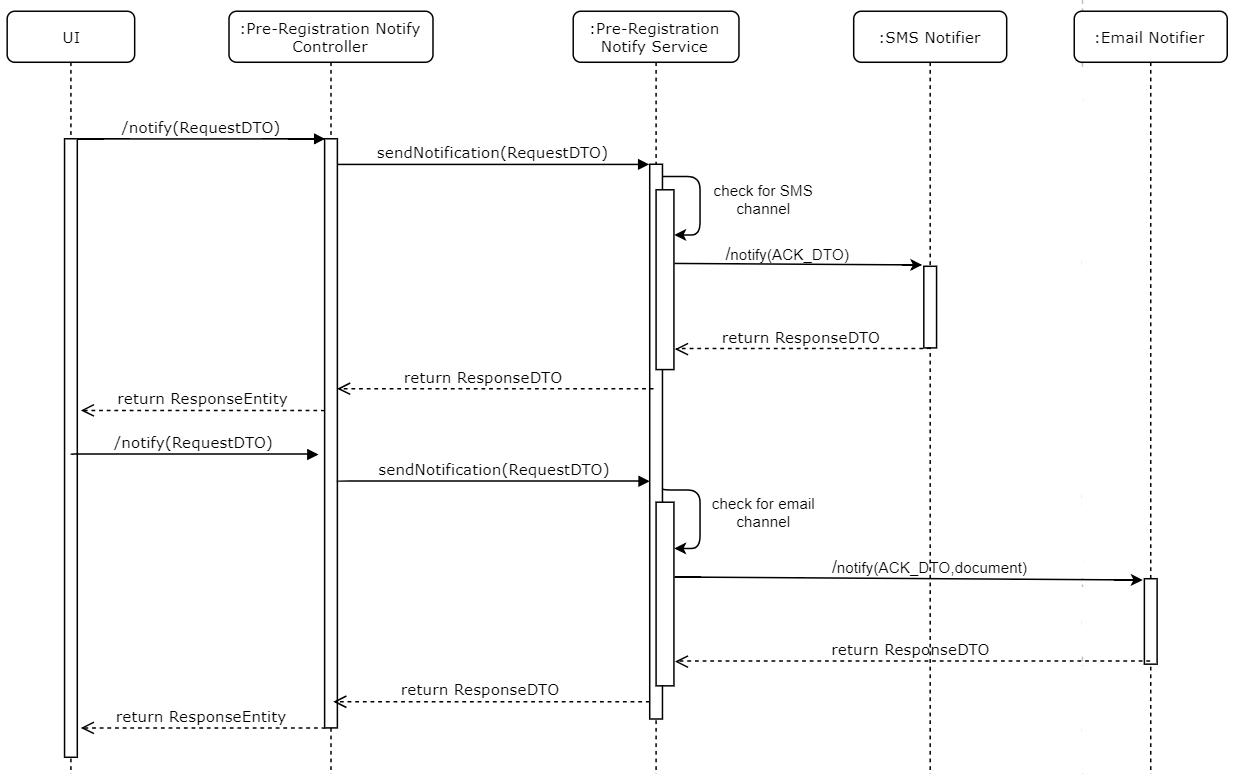 UI
:Pre-Registration Notify
Controller
:Pre-Registration
Notify Service
:SMS Notifier
:Email Notifier
/notify(RequestDTO)
sendNotification(RequestDTO)
check for SMS
channel
/notify(ACK_DTO)
return ResponseDTO
return ResponseDTO
return ResponseEntity
/notify(RequestDTO)
sendNotification(RequestDTO)
check for email
channel
/notify(ACK_DTO,document)
return ResponseDTO
return ResponseDTO
return ResponseEntity